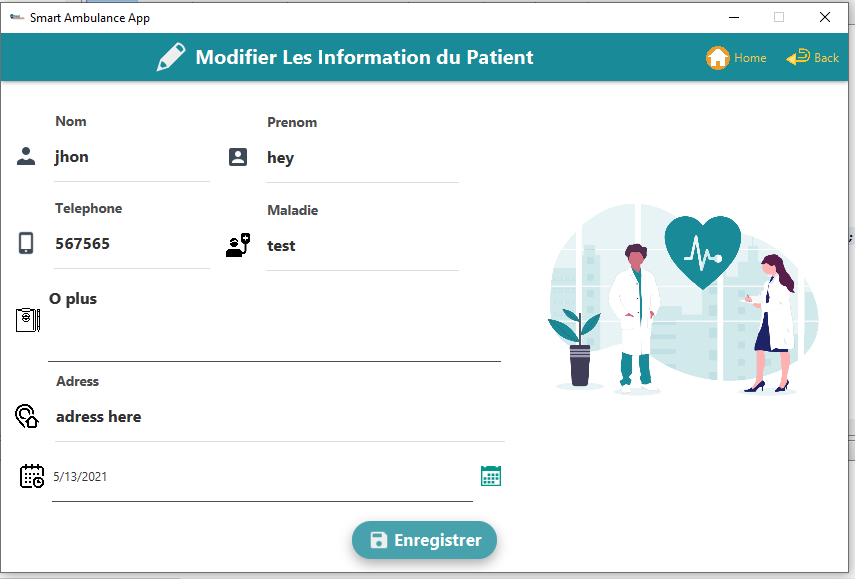 Smart Ambulance App
Modifier Les Information du Patient
Home
Back
Nom
Prenom
jhon
hey
Telephone
Maladie
567565
test
O plus
Adress
adress here
5/13/2021
Enregistrer